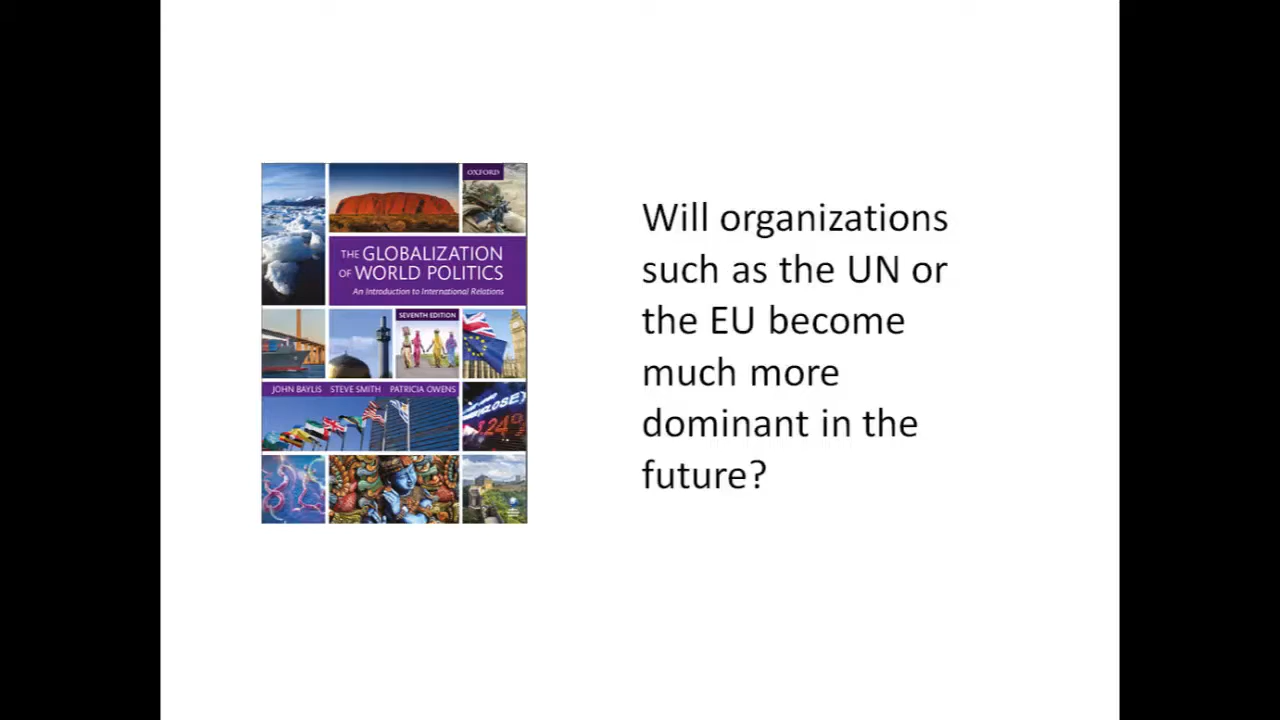 OXFORD
THE GLOBALIZATION
OF WORLD POLITICS
An Introduction to International Relations
SEVENTH EDITION
JOHN BAYLIS STEVE SMITH PATRICIA OWENS
CLOSE)
Will organizations
such as the UN or
the EU become
much more
dominant in the
future?